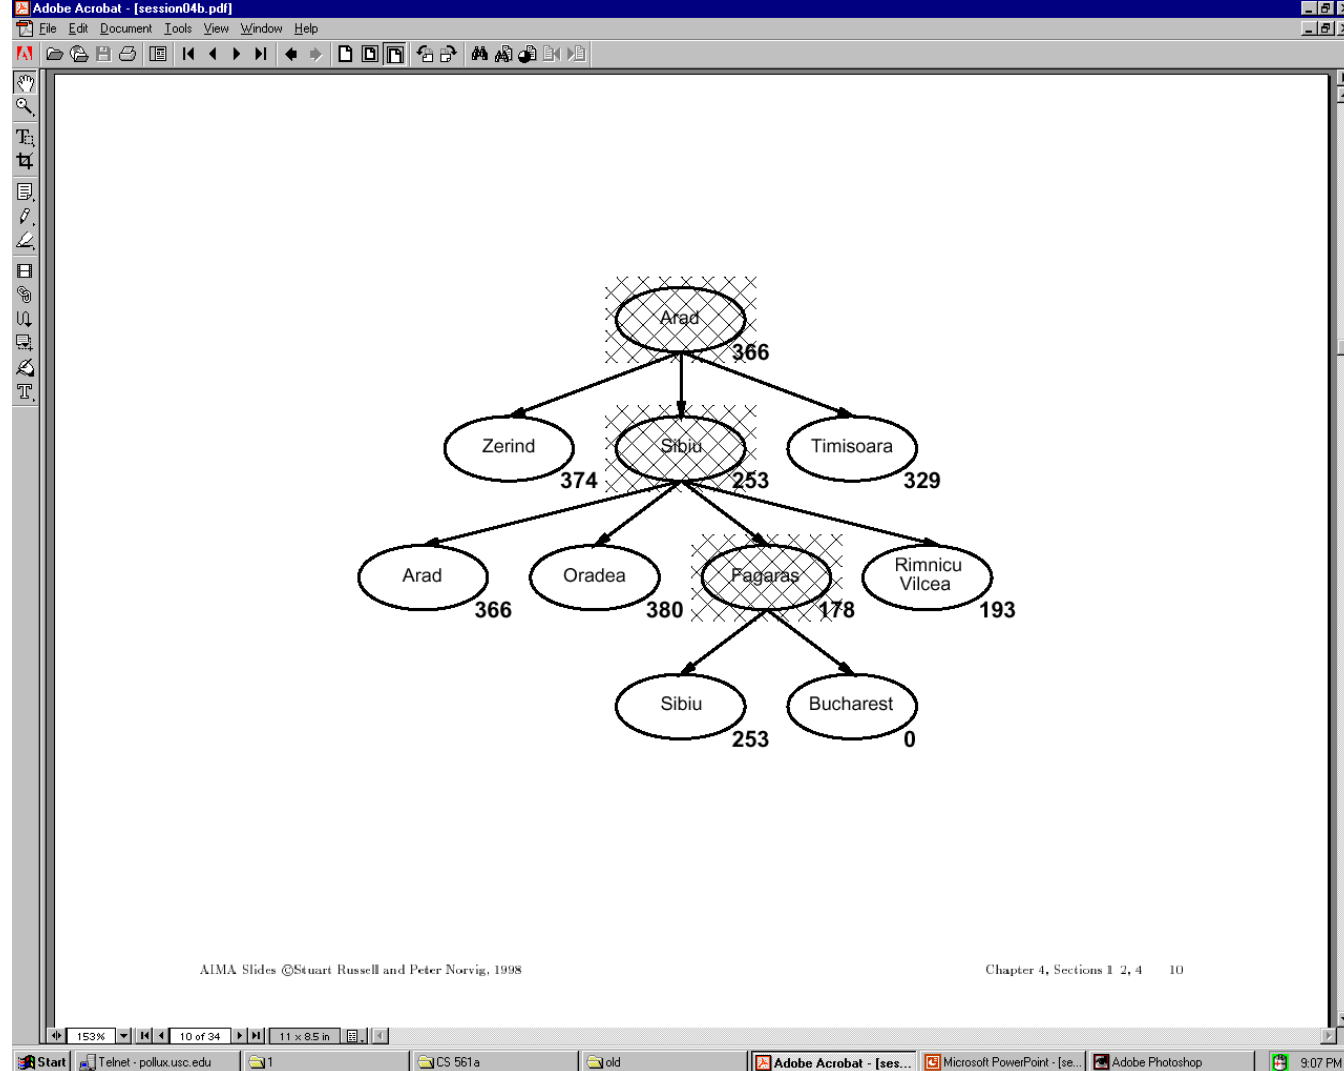 Adobe Acrobat - [session04b.pdf]
File Edit Document Tools View Window Help
Arad
366
Zerind
374
Sibiu
253
Timisoara
329
Arad
366
Oradea
380
Fagaras
178
Rimnicu
Vilcea
193
Sibiu
253
Bucharest
0
AIMA Slides ©Stuart Russell and Peter Norvig, 1998
Chapter 4, Sections 1 2, 4 10
153% 10 of 34 11 x 8.5 in
Start Telnet - pollux.usc.edu 1 CS 561a old Adobe Acrobat - [ses... Microsoft PowerPoint - [se... Adobe Photoshop 9:07 PM